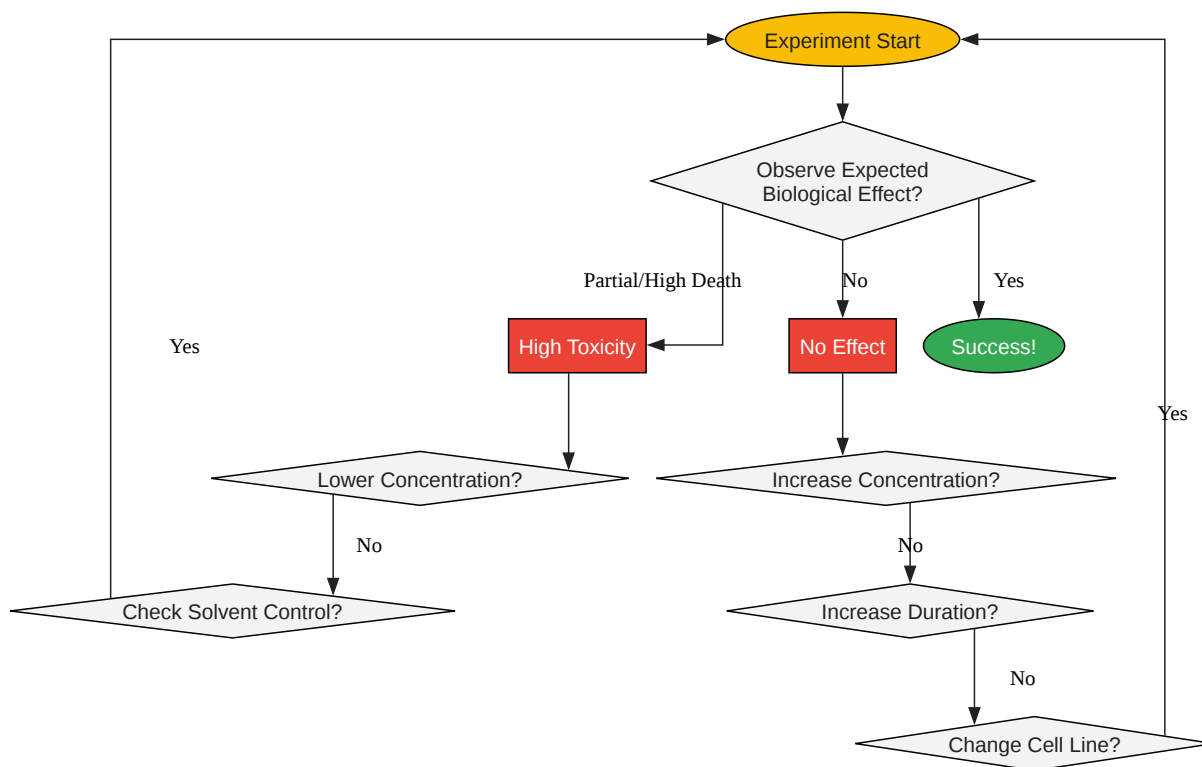 Experiment Start
Observe Expected
Biological Effect?
Partial/High Death
No
Yes
High Toxicity
No Effect
Success!
Yes
Yes
Lower Concentration?
Increase Concentration?
No
No
Check Solvent Control?
Increase Duration?
No
Change Cell Line?